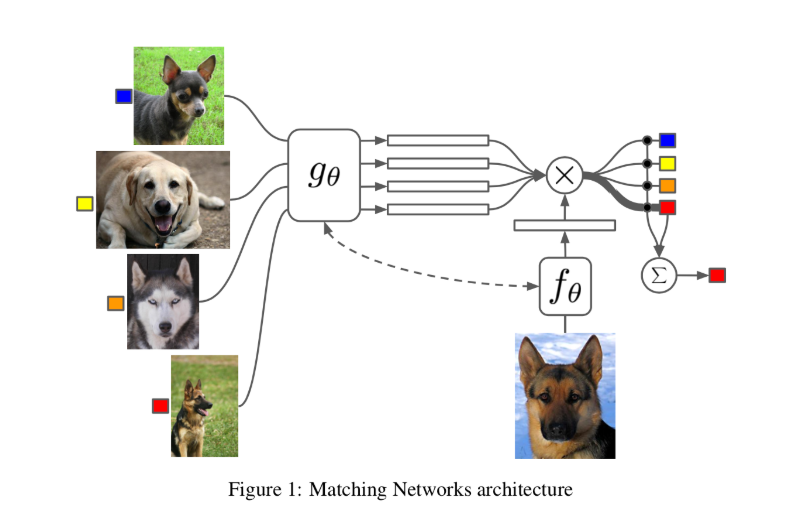 gθ
×
fθ
Σ
Figure 1: Matching Networks architecture